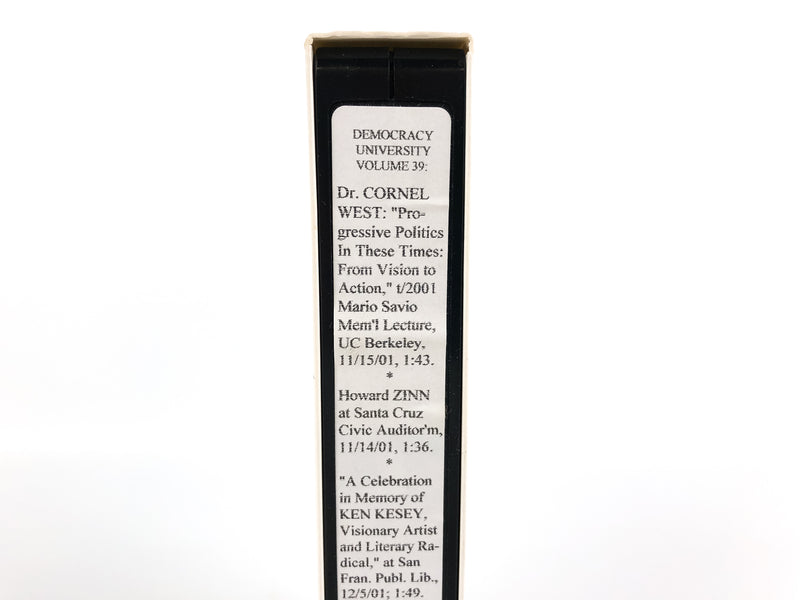 DEMOCRACY
UNIVERSITY
VOLUME 39:
Dr. CORNEL
WEST: "Pro-
gressive Politics
In These Times:
From Vision to
Action," t/2001
Mario Savio
Mem'l Lecture,
UC Berkeley,
11/15/01, 1:43.
*
Howard ZINN
at Santa Cruz
Civic Auditor'm,
11/14/01, 1:36.
*
"A Celebration
in Memory of
KEN KESEY,
Visionary Artist
and Literary Ra-
dical," at San
Fran. Publ. Lib.,
12/5/01; 1:49.